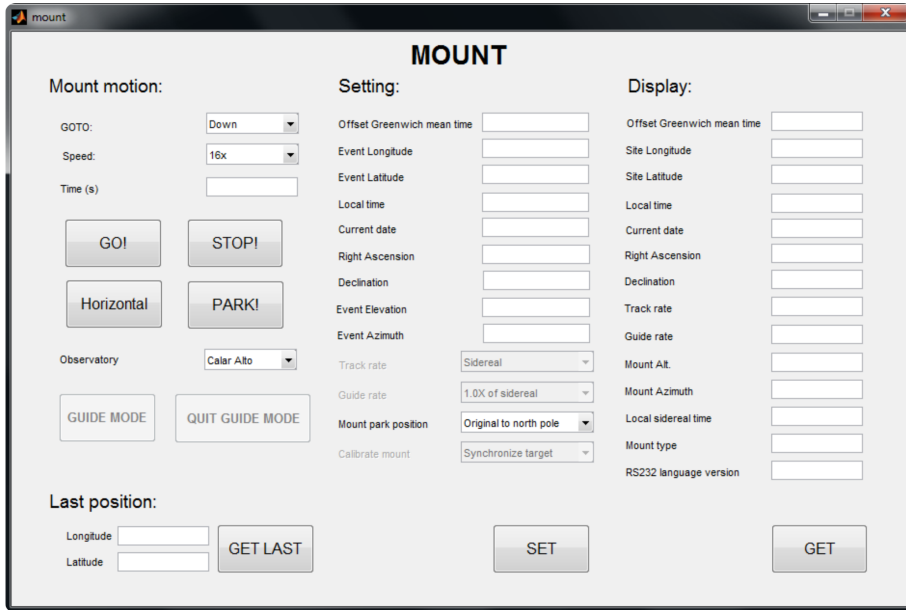 mount
MOUNT
Mount motion:
GOTO: Down
Speed: 16x
Time (s)
GO! STOP!
Horizontal PARK!
Observatory Calar Alto
GUIDE MODE QUIT GUIDE MODE
Last position:
Longitude
Latitude
GET LAST
Setting:
Offset Greenwich mean time
Event Longitude
Event Latitude
Local time
Current date
Right Ascension
Declination
Event Elevation
Event Azimuth
Track rate Sidereal
Guide rate 1.0X of sidereal
Mount park position Original to north pole
Calibrate mount Synchronize target
SET
Display:
Offset Greenwich mean time
Site Longitude
Site Latitude
Local time
Current date
Right Ascension
Declination
Track rate
Guide rate
Mount Alt.
Mount Azimuth
Local sidereal time
Mount type
RS232 language version
GET